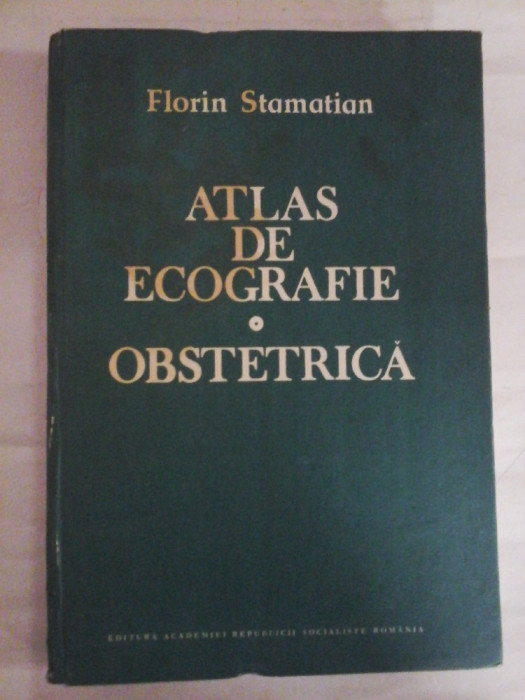 Florin Stamatian
ATLAS
DE
ECOGRAFIE
OBSTETRICĂ
EDITURA ACADEMIEI REPUBLICII SOCIALISTE ROMÂNIA